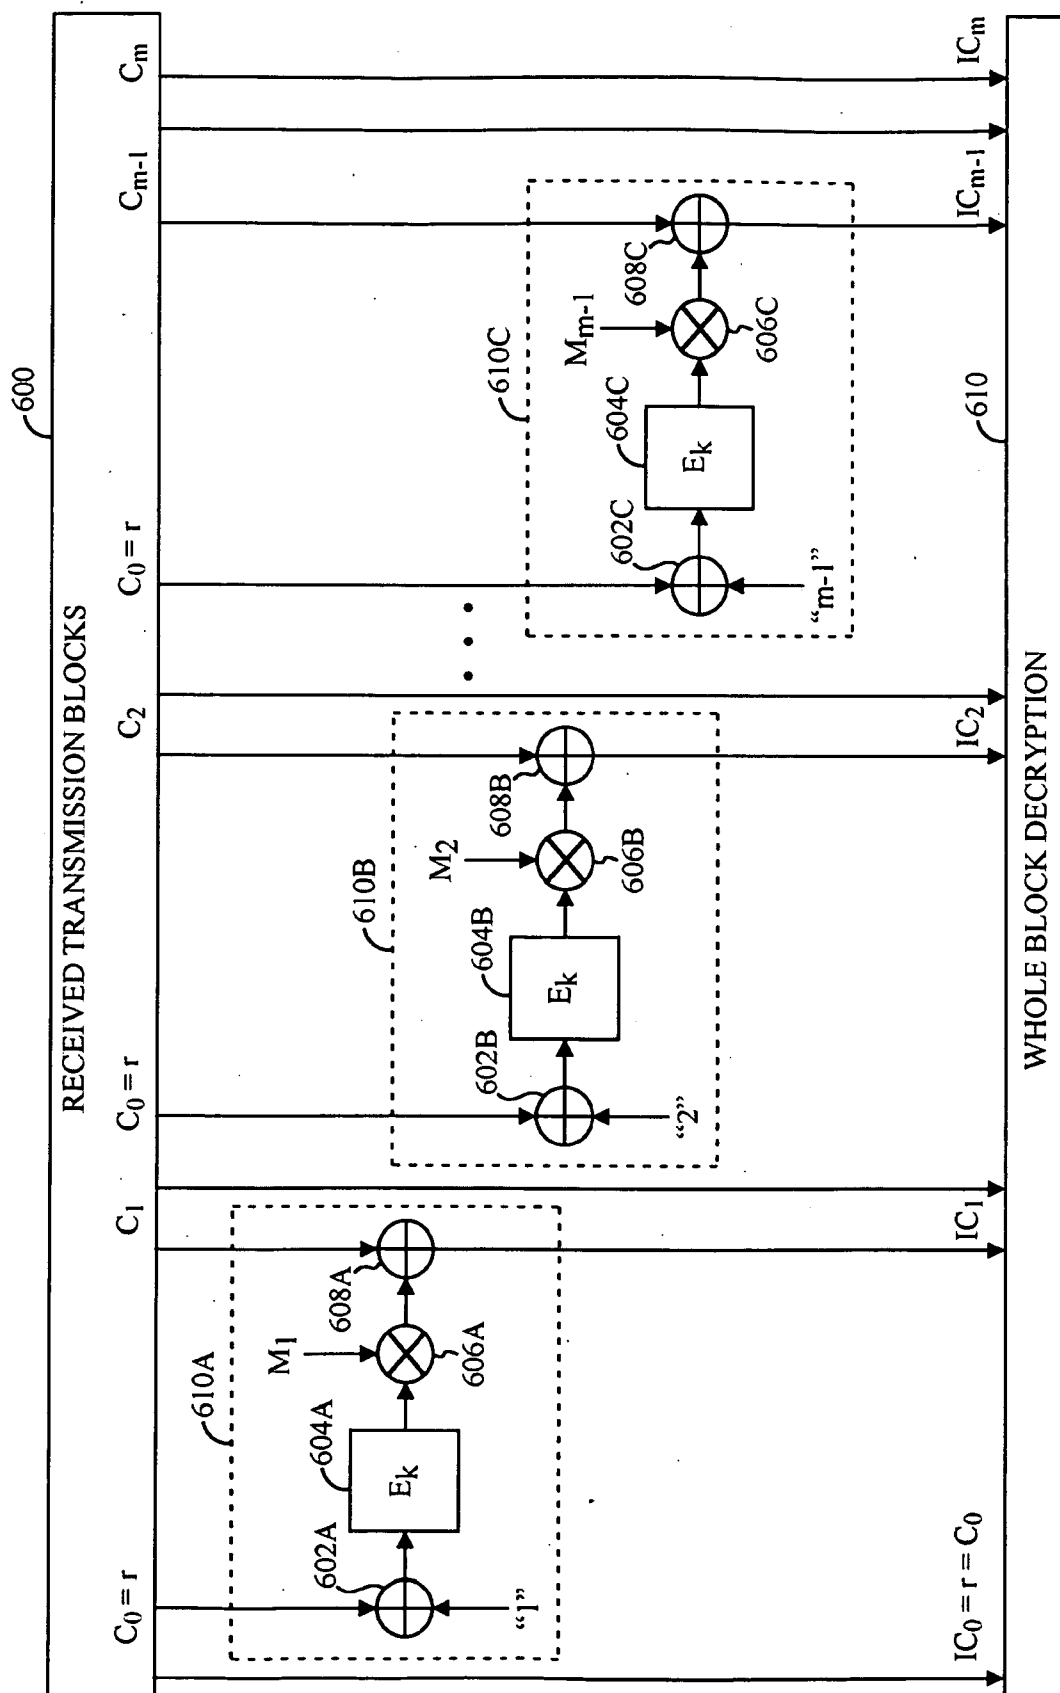 600
RECEIVED TRANSMISSION BLOCKS
C0 = r
C1
C0 = r
C2
C0 = r
Cm-1
Cm
610A
602A
604A
Ek
M1
606A
608A
“1”
610B
602B
604B
Ek
M2
606B
608B
“2”
610C
602C
604C
Ek
Mm-1
606C
608C
“m-1”
IC0 = r = C0
IC1
IC2
ICm-1
ICm
610
WHOLE BLOCK DECRYPTION